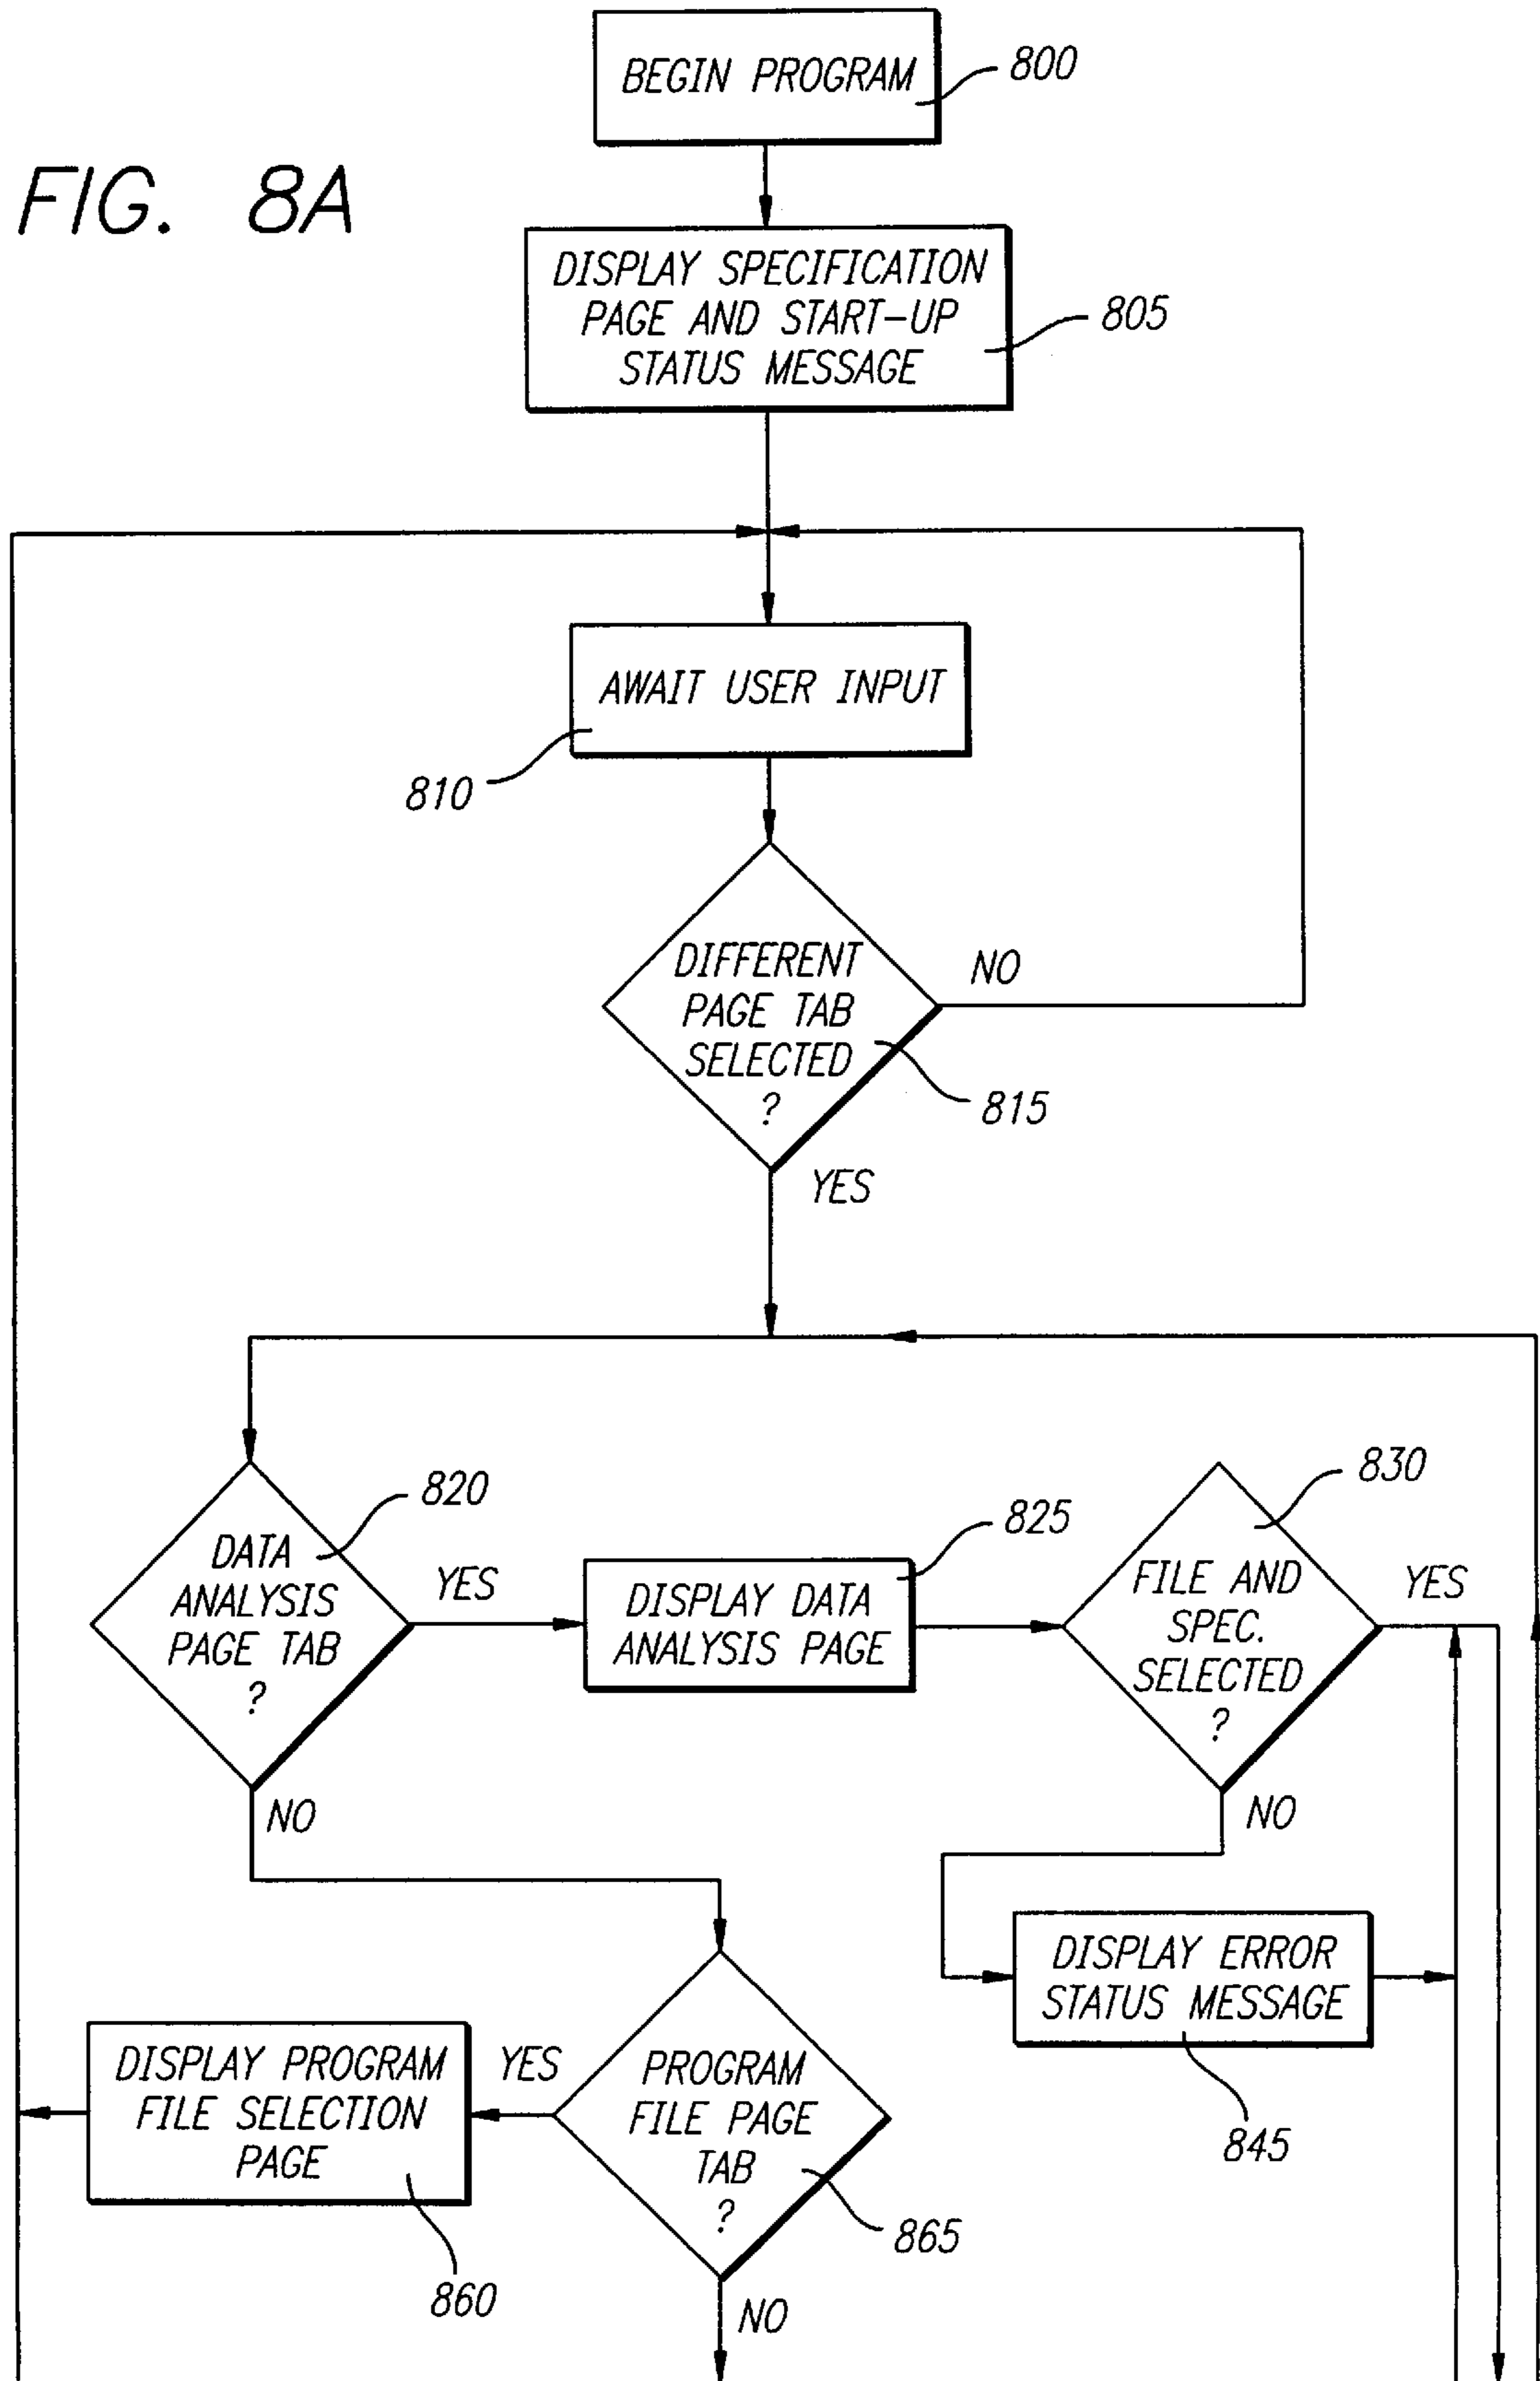 BEGIN PROGRAM
800
FIG. 8A
DISPLAY SPECIFICATION
PAGE AND START-UP
STATUS MESSAGE
805
AWAIT USER INPUT
810
DIFFERENT
PAGE TAB
SELECTED
?
NO
815
YES
820
DATA
ANALYSIS
PAGE TAB
?
YES
825
DISPLAY DATA
ANALYSIS PAGE
830
FILE AND
SPEC.
SELECTED
?
YES
NO
NO
DISPLAY ERROR
STATUS MESSAGE
845
DISPLAY PROGRAM
FILE SELECTION
PAGE
860
YES
PROGRAM
FILE PAGE
TAB
?
865
NO